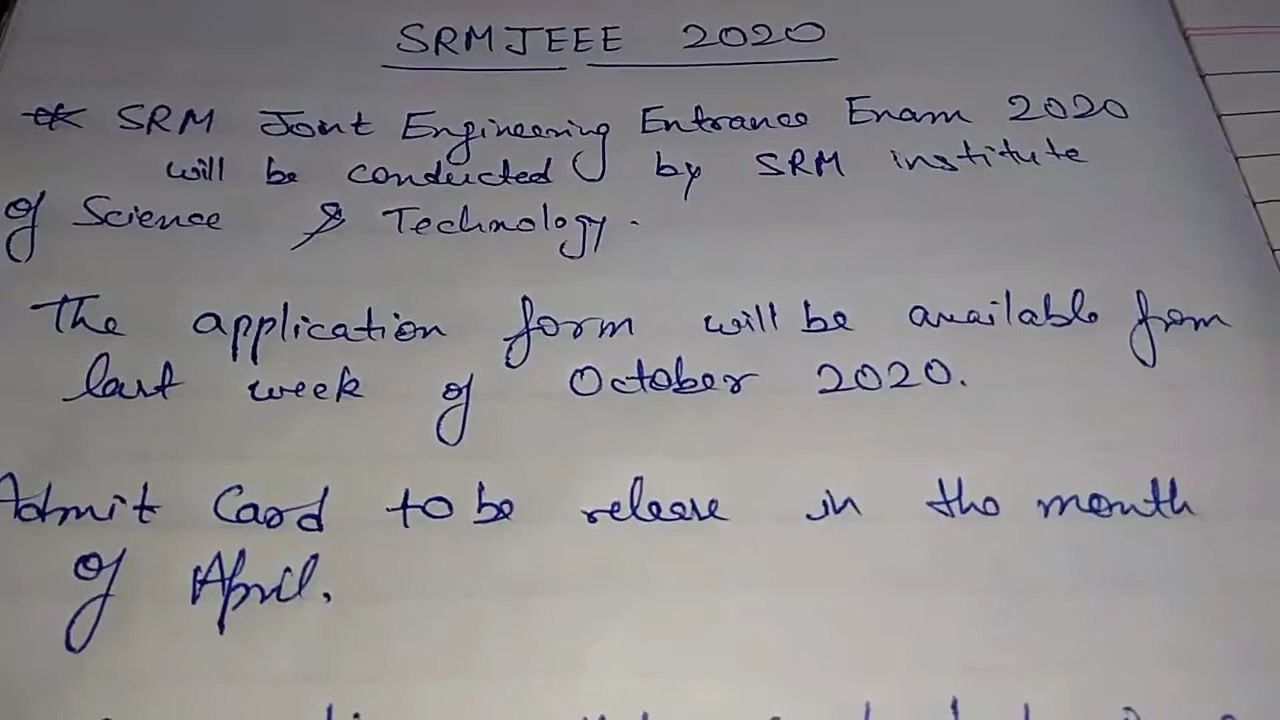 SRMJEEE 2020
* SRM Joint Engineering Entrance Exam 2020
will be conducted by SRM institute
of Science & Technology.
The application form will be available from
last week of October 2020.
Admit Card to be release in the month
of April.